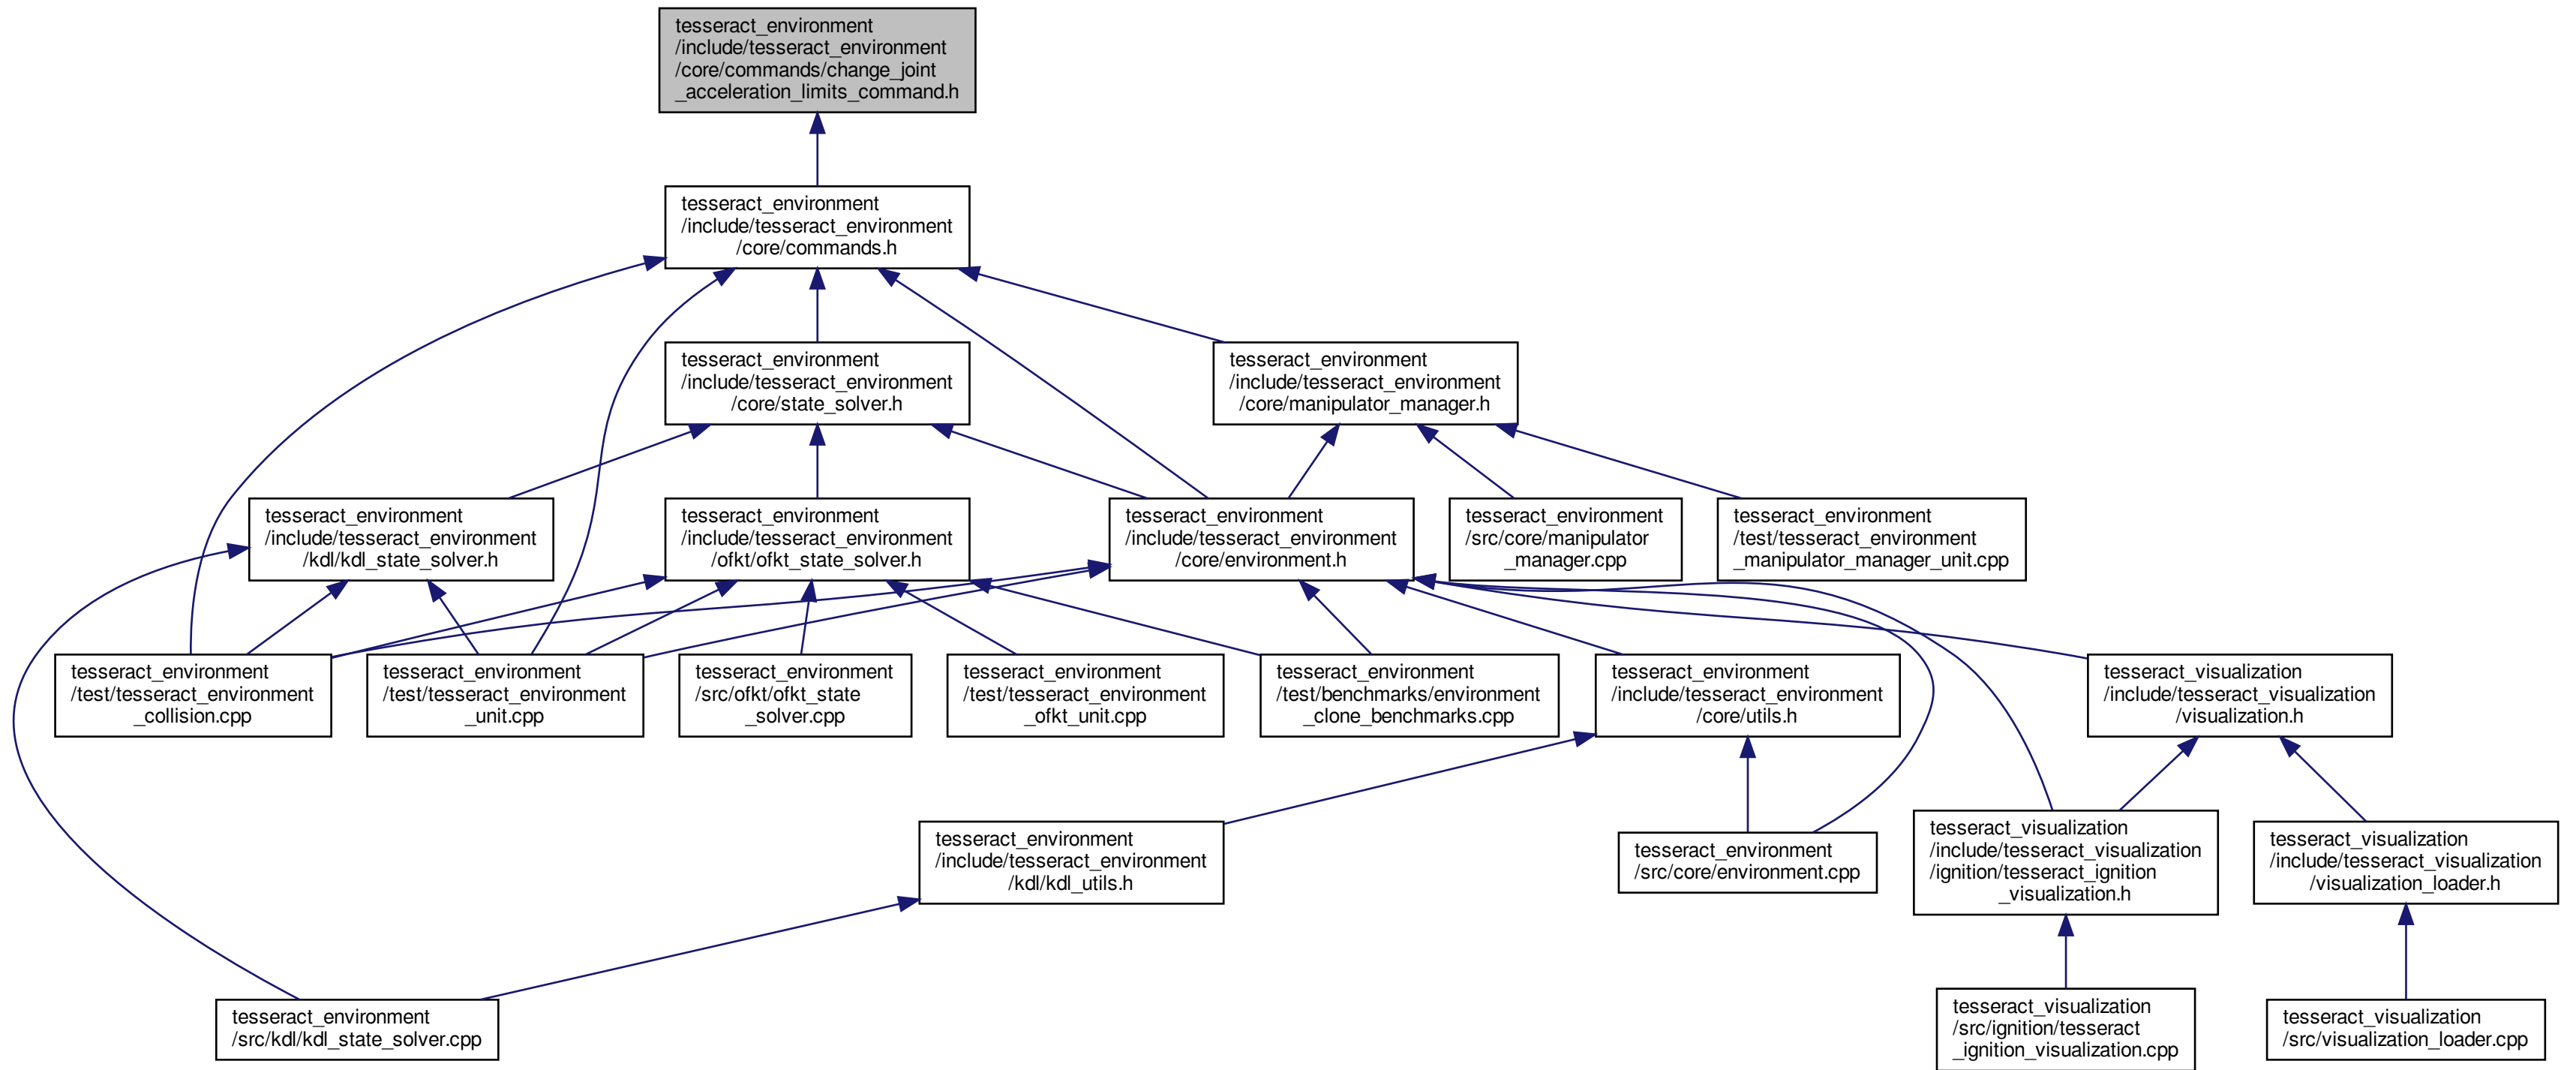 tesseract_environment
/include/tesseract_environment
/core/commands/change_joint
_acceleration_limits_command.h
tesseract_environment
/include/tesseract_environment
/core/commands.h
tesseract_environment
/include/tesseract_environment
/core/state_solver.h
tesseract_environment
/include/tesseract_environment
/core/manipulator_manager.h
tesseract_environment
/include/tesseract_environment
/kdl/kdl_state_solver.h
tesseract_environment
/include/tesseract_environment
/ofkt/ofkt_state_solver.h
tesseract_environment
/include/tesseract_environment
/core/environment.h
tesseract_environment
/src/core/manipulator
_manager.cpp
tesseract_environment
/test/tesseract_environment
_manipulator_manager_unit.cpp
tesseract_environment
/test/tesseract_environment
_collision.cpp
tesseract_environment
/test/tesseract_environment
_unit.cpp
tesseract_environment
/src/ofkt/ofkt_state
_solver.cpp
tesseract_environment
/test/tesseract_environment
_ofkt_unit.cpp
tesseract_environment
/test/benchmarks/environment
_clone_benchmarks.cpp
tesseract_environment
/include/tesseract_environment
/core/utils.h
tesseract_visualization
/include/tesseract_visualization
/visualization.h
tesseract_environment
/include/tesseract_environment
/kdl/kdl_utils.h
tesseract_environment
/src/core/environment.cpp
tesseract_visualization
/include/tesseract_visualization
/ignition/tesseract_ignition
_visualization.h
tesseract_visualization
/include/tesseract_visualization
/visualization_loader.h
tesseract_environment
/src/kdl/kdl_state_solver.cpp
tesseract_visualization
/src/ignition/tesseract
_ignition_visualization.cpp
tesseract_visualization
/src/visualization_loader.cpp